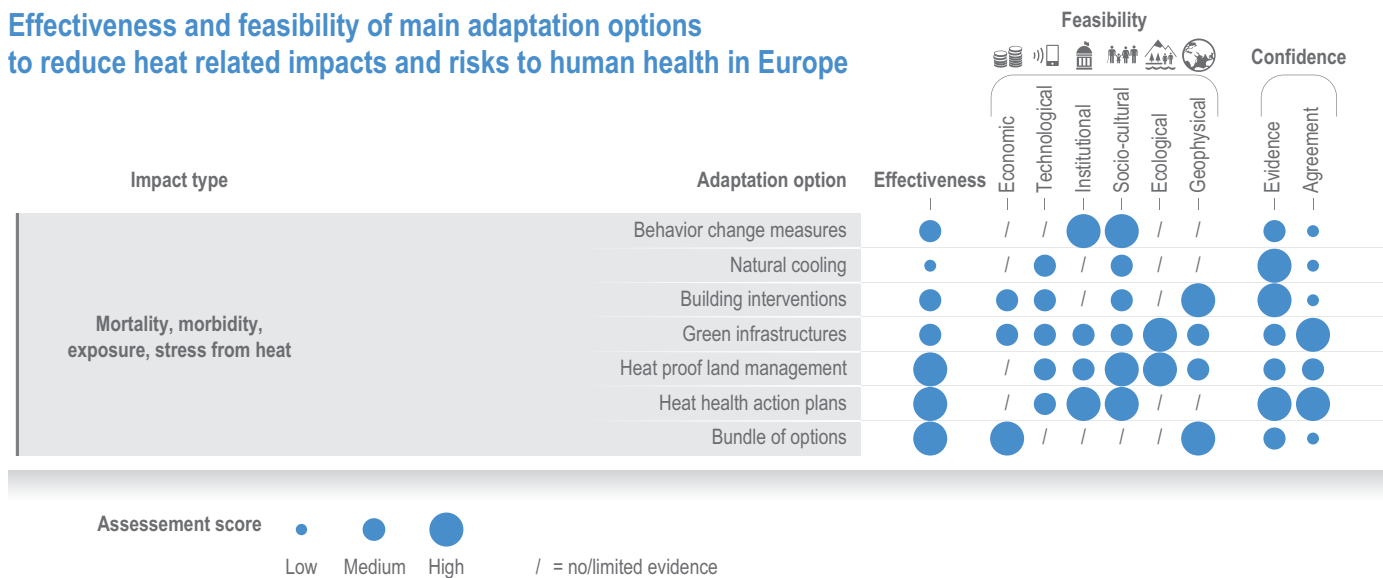 Effectiveness and feasibility of main adaptation options
to reduce heat related impacts and risks to human health in Europe
Feasibility
Confidence
Impact type
Adaptation option
Effectiveness
Economic
Technological
Institutional
Socio-cultural
Ecological
Geophysical
Evidence
Agreement
Mortality, morbidity,
exposure, stress from heat
Behavior change measures / / / /
Natural cooling / / / /
Building interventions / /
Green infrastructures
Heat proof land management /
Heat health action plans / / /
Bundle of options / / / /
Assessement score
Low Medium High / = no/limited evidence